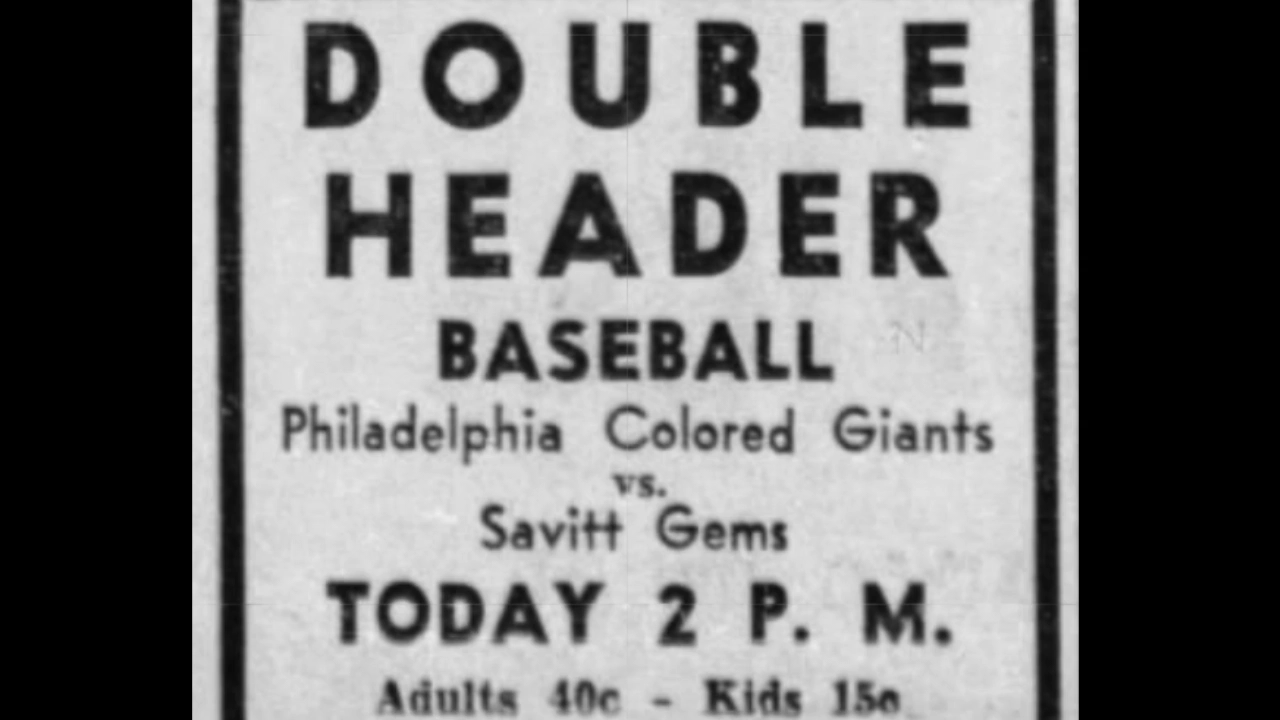 DOUBLE
HEADER
BASEBALL
Philadelphia Colored Giants
vs.
Savitt Gems
TODAY 2 P. M.
Adults 40c - Kids 15c